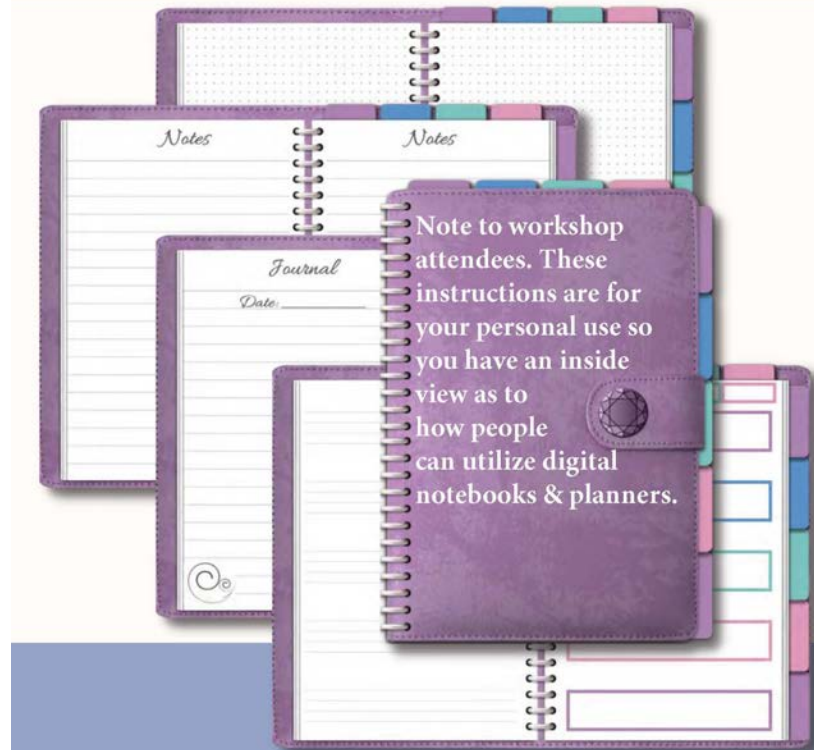 Notes
Notes
Journal
Date:
Note to workshop
attendees. These
instructions are for
your personal use so
you have an inside
view as to
how people
can utilize digital
notebooks & planners.